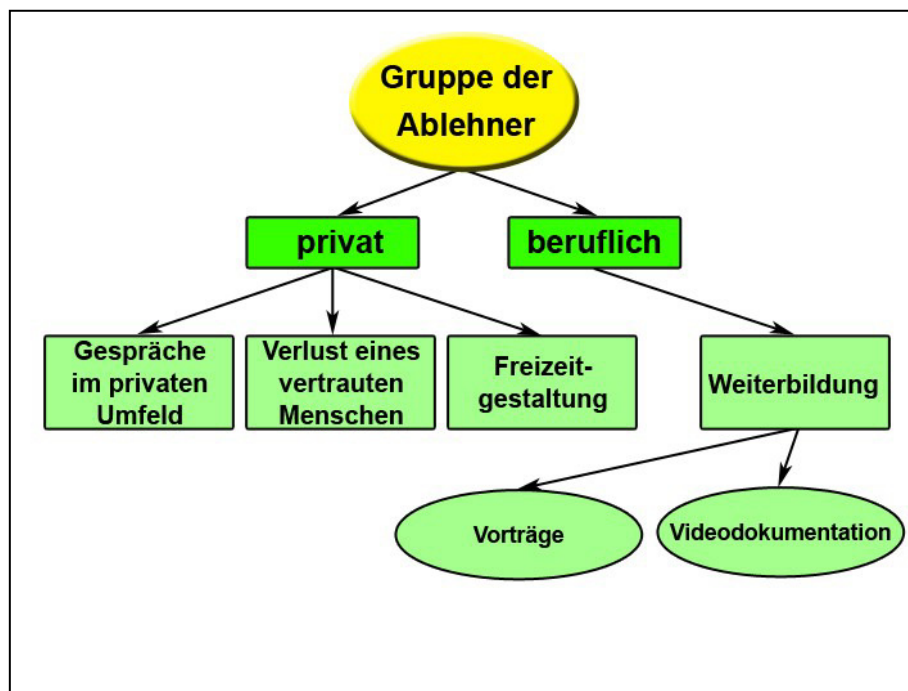 Gruppe der
Ablehner
privat
beruflich
Gespräche
im privaten
Umfeld
Verlust eines
vertrauten
Menschen
Freizeit-
gestaltung
Weiterbildung
Vorträge
Videodokumentation